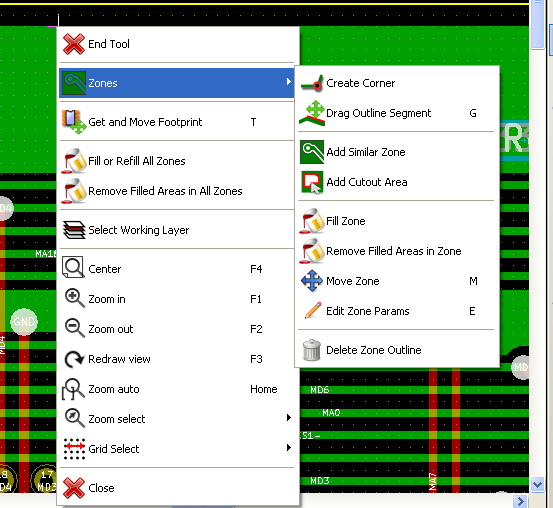 End Tool
Zones
Get and Move Footprint T
Fill or Refill All Zones
Remove Filled Areas in All Zones
Select Working Layer
Center F4
Zoom in F1
Zoom out F2
Redraw view F3
Zoom auto Home
Zoom select
Grid Select
Close
Create Corner
Drag Outline Segment G
Add Similar Zone
Add Cutout Area
Fill Zone
Remove Filled Areas in Zone
Move Zone M
Edit Zone Params E
Delete Zone Outline
R
MD4
GND
MD4
MD
MD6
MA0
MD3
MA7
17
MD3